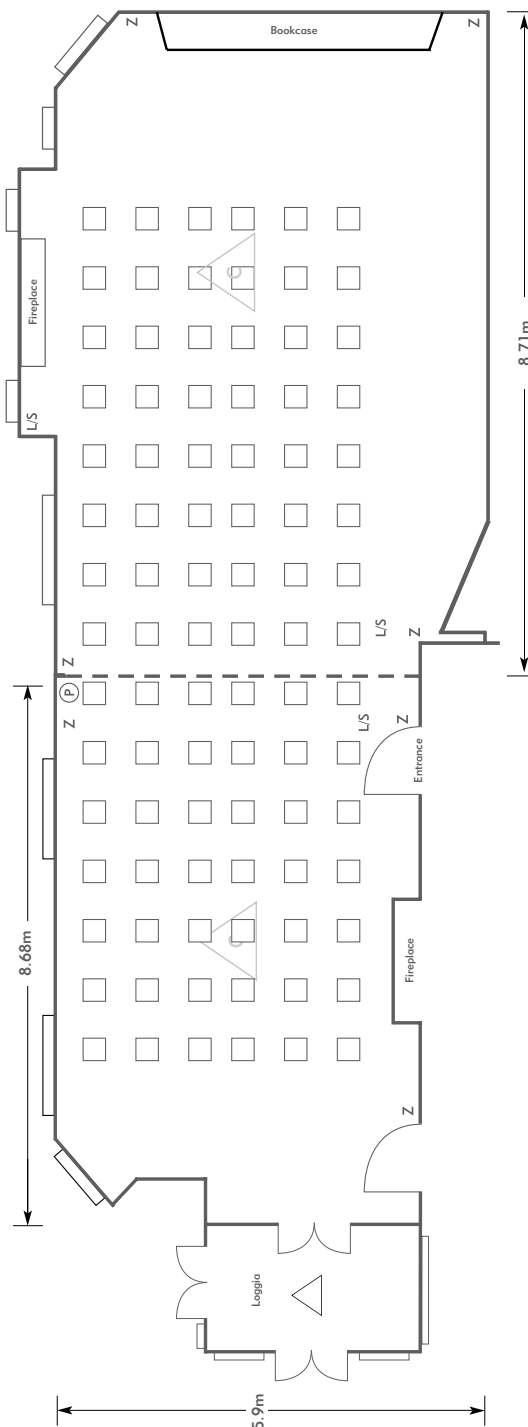 Z
Bookcase
Z
Fireplace
C
8.71m
L/S
L/S
Z
Z
P
Z
L/S
Z
Entrance
8.68m
C
Fireplace
Z
Loggia
5.9m